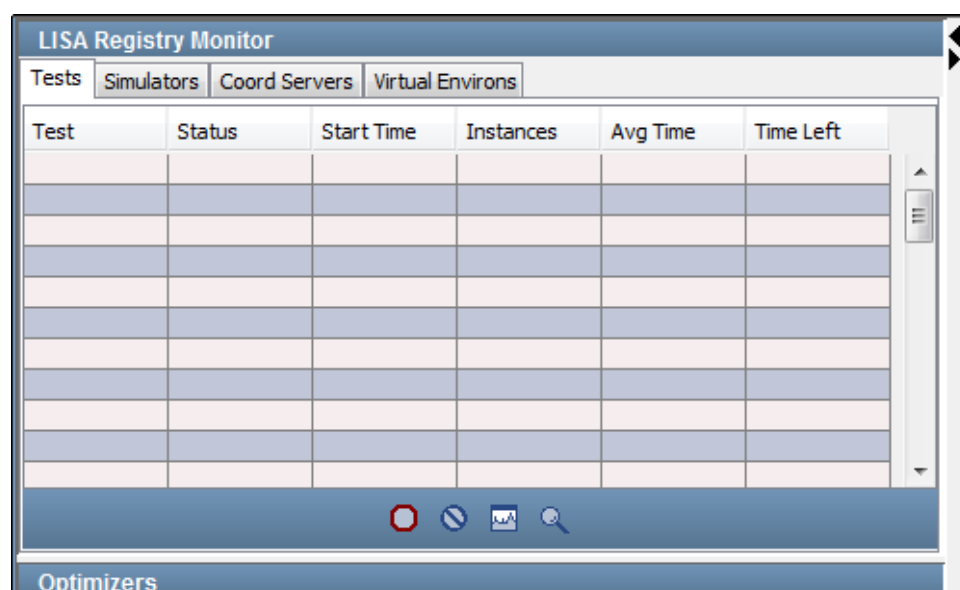 LISA Registry Monitor
Tests Simulators Coord Servers Virtual Environs
Test Status Start Time Instances Avg Time Time Left
Optimizers